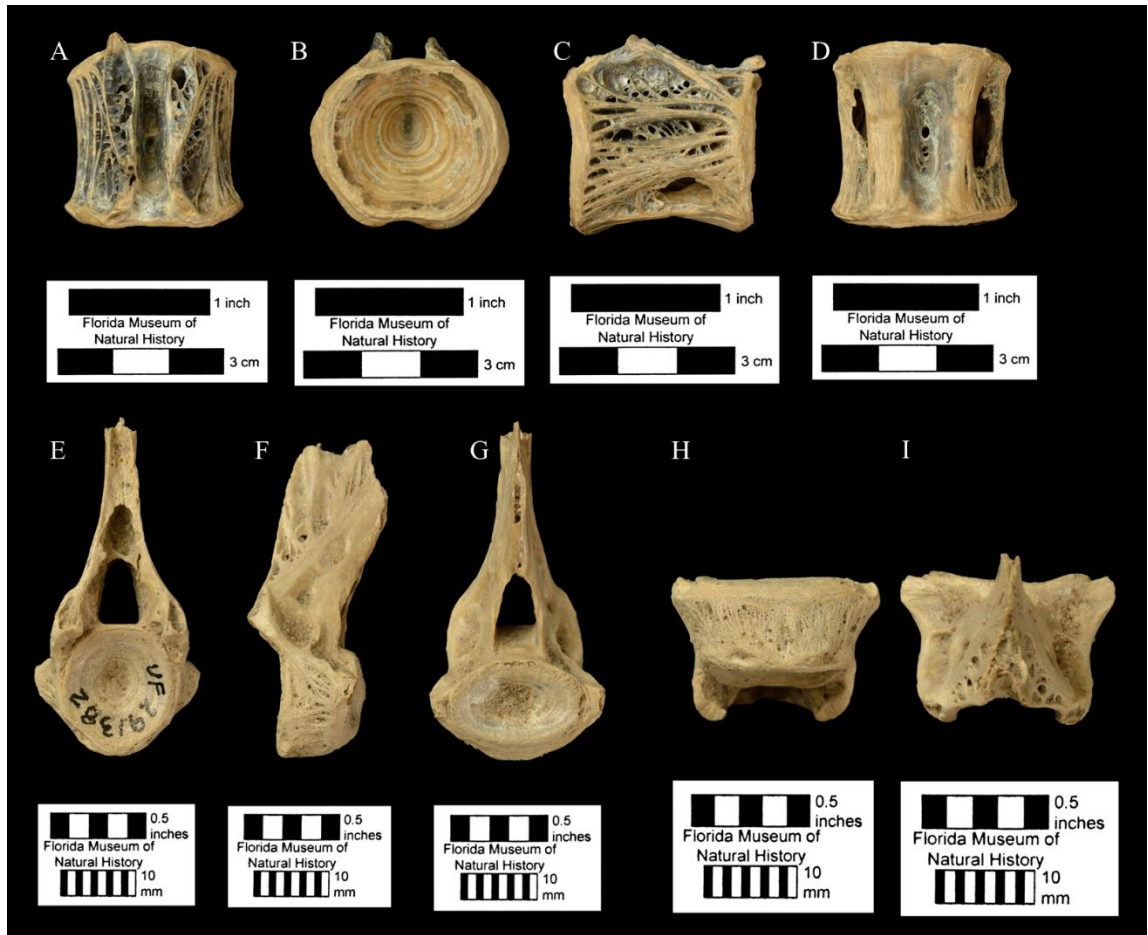 A
B
C
D
1 inch
Florida Museum of
Natural History
3 cm
1 inch
Florida Museum of
Natural History
3 cm
1 inch
Florida Museum of
Natural History
3 cm
1 inch
Florida Museum of
Natural History
3 cm
E
F
G
H
I
UF 291382
0.5
inches
Florida Museum of
Natural History
10
mm
0.5
inches
Florida Museum of
Natural History
10
mm
0.5
inches
Florida Museum of
Natural History
10
mm
0.5
inches
Florida Museum of
Natural History
10
mm
0.5
inches
Florida Museum of
Natural History
10
mm